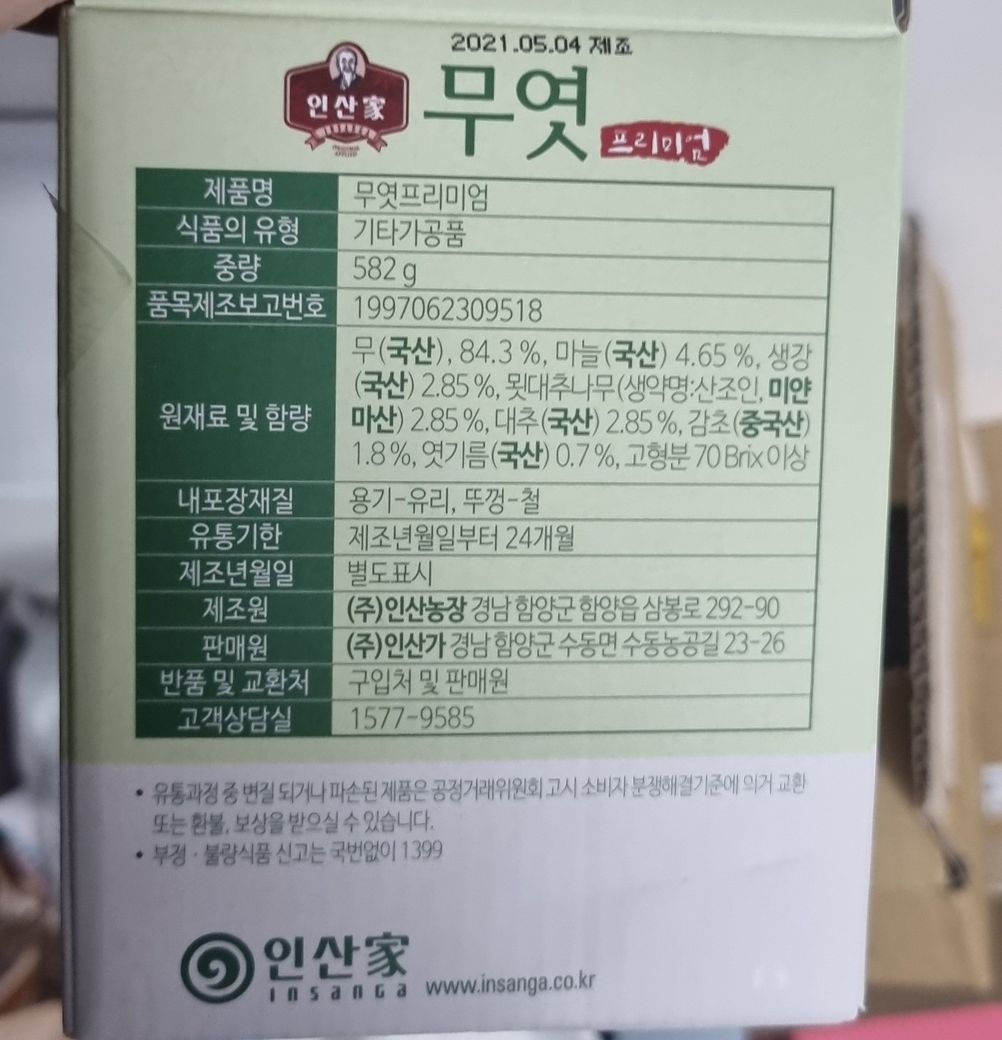 2021.05.04 제조
인산家
무엿
프리미엄
제품명 무엿프리미엄
식품의 유형 기타가공품
중량 582 g
품목제조보고번호 1997062309518
원재료 및 함량
무(국산), 84.3 %, 마늘(국산) 4.65 %, 생강
(국산) 2.85 %, 묏대추나무(생약명:산조인, 미얀
마산) 2.85 %, 대추(국산) 2.85 %, 감초(중국산)
1.8 %, 엿기름(국산) 0.7 %, 고형분 70 Brix 이상
내포장재질 용기-유리, 뚜껑-철
유통기한 제조년월일부터 24개월
제조년월일 별도표시
제조원 (주)인산농장 경남 함양군 함양읍 삼봉로 292-90
판매원 (주)인산가 경남 함양군 수동면 수동농공길 23-26
반품 및 교환처 구입처 및 판매원
고객상담실 1577-9585
• 유통과정 중 변질 되거나 파손된 제품은 공정거래위원회 고시 소비자 분쟁해결기준에 의거 교환
또는 환불, 보상을 받으실 수 있습니다.
• 부정 · 불량식품 신고는 국번없이 1399
인산家
insanga www.insanga.co.kr